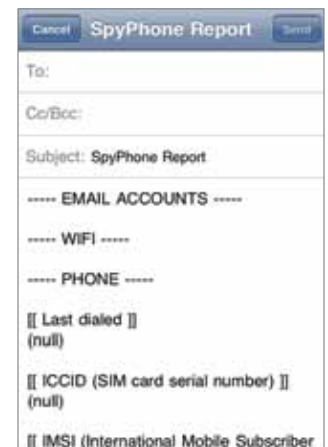 Cancel SpyPhone Report Send
To:
Cc/Bcc:
Subject: SpyPhone Report
----- EMAIL ACCOUNTS -----
----- WIFI -----
----- PHONE -----
[[ Last dialed ]]
(null)
[[ ICCID (SIM card serial number) ]]
(null)
[[ IMSI (International Mobile Subscriber